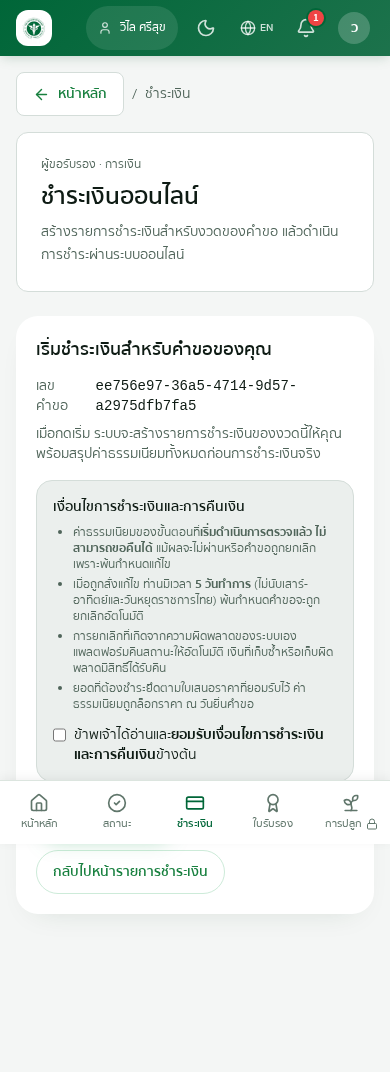 วิไล ศรีสุข
EN
1
ว
หน้าหลัก / ชำระเงิน
ผู้ขอรับรอง · การเงิน
ชำระเงินออนไลน์
สร้างรายการชำระเงินสำหรับงวดของคำขอ แล้วดำเนิน
การชำระผ่านระบบออนไลน์
เริ่มชำระเงินสำหรับคำขอของคุณ
เลข ee756e97-36a5-4714-9d57-
คำขอ a2975dfb7fa5
เมื่อกดเริ่ม ระบบจะสร้างรายการชำระเงินของงวดนี้ให้คุณ
พร้อมสรุปค่าธรรมเนียมทั้งหมดก่อนการชำระเงินจริง
เงื่อนไขการชำระเงินและการคืนเงิน
ค่าธรรมเนียมของขั้นตอนที่เริ่มดำเนินการตรวจแล้ว ไม่
สามารถขอคืนได้ แม้ผลจะไม่ผ่านหรือคำขอถูกยกเลิก
เพราะพ้นกำหนดแก้ไข
เมื่อถูกสั่งแก้ไข ท่านมีเวลา 5 วันทำการ (ไม่นับเสาร์-
อาทิตย์และวันหยุดราชการไทย) พ้นกำหนดคำขอจะถูก
ยกเลิกอัตโนมัติ
การยกเลิกที่เกิดจากความผิดพลาดของระบบเอง
แพลตฟอร์มคืนสถานะให้อัตโนมัติ เงินที่เก็บซ้ำหรือเก็บผิด
พลาดมีสิทธิ์ได้รับคืน
ยอดที่ต้องชำระยึดตามใบเสนอราคาที่ยอมรับไว้ ค่า
ธรรมเนียมถูกล็อกราคา ณ วันยื่นคำขอ
ข้าพเจ้าได้อ่านและยอมรับเงื่อนไขการชำระเงิน
และการคืนเงินข้างต้น
หน้าหลัก
สถานะ
ชำระเงิน
ใบรับรอง
การปลูก
กลับไปหน้ารายการชำระเงิน